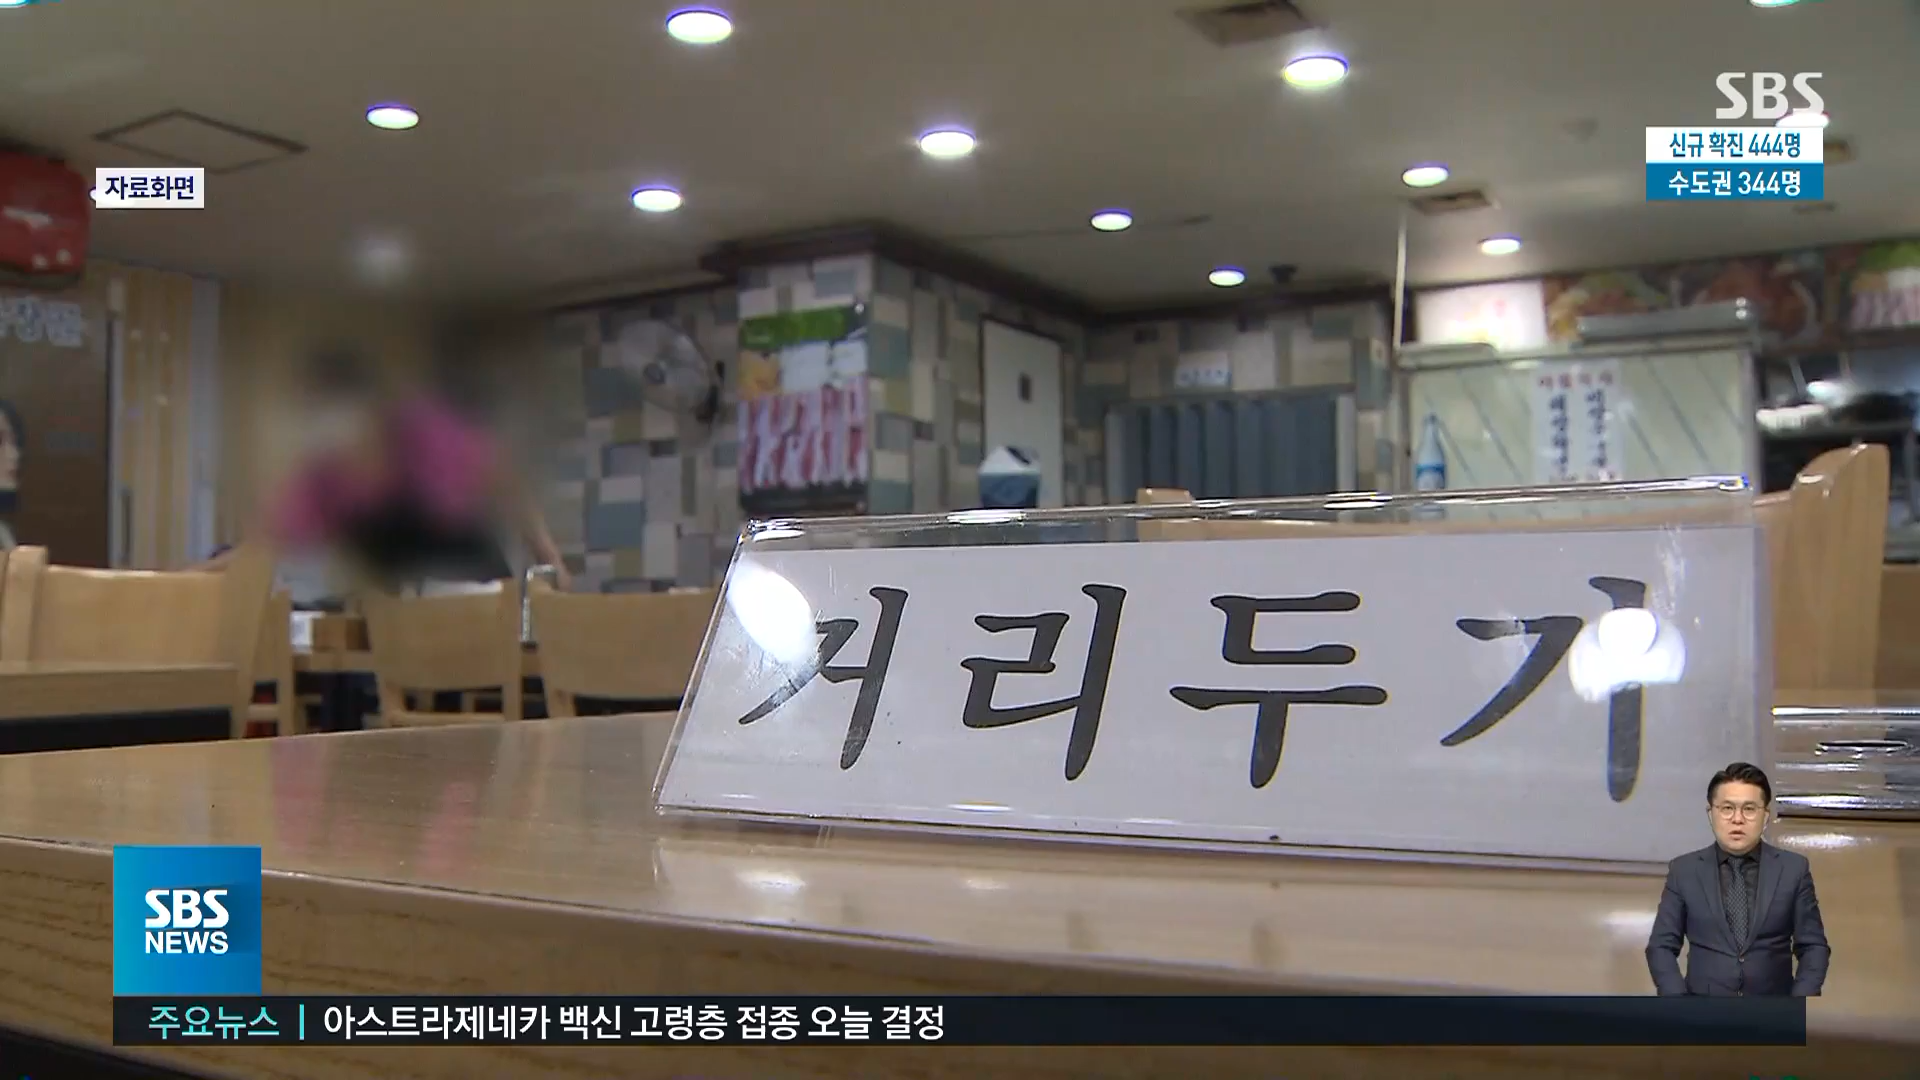 SBS
신규 확진 444명
수도권 344명
자료화면
거리두기
SBS
NEWS
주요뉴스 | 아스트라제네카 백신 고령층 접종 오늘 결정